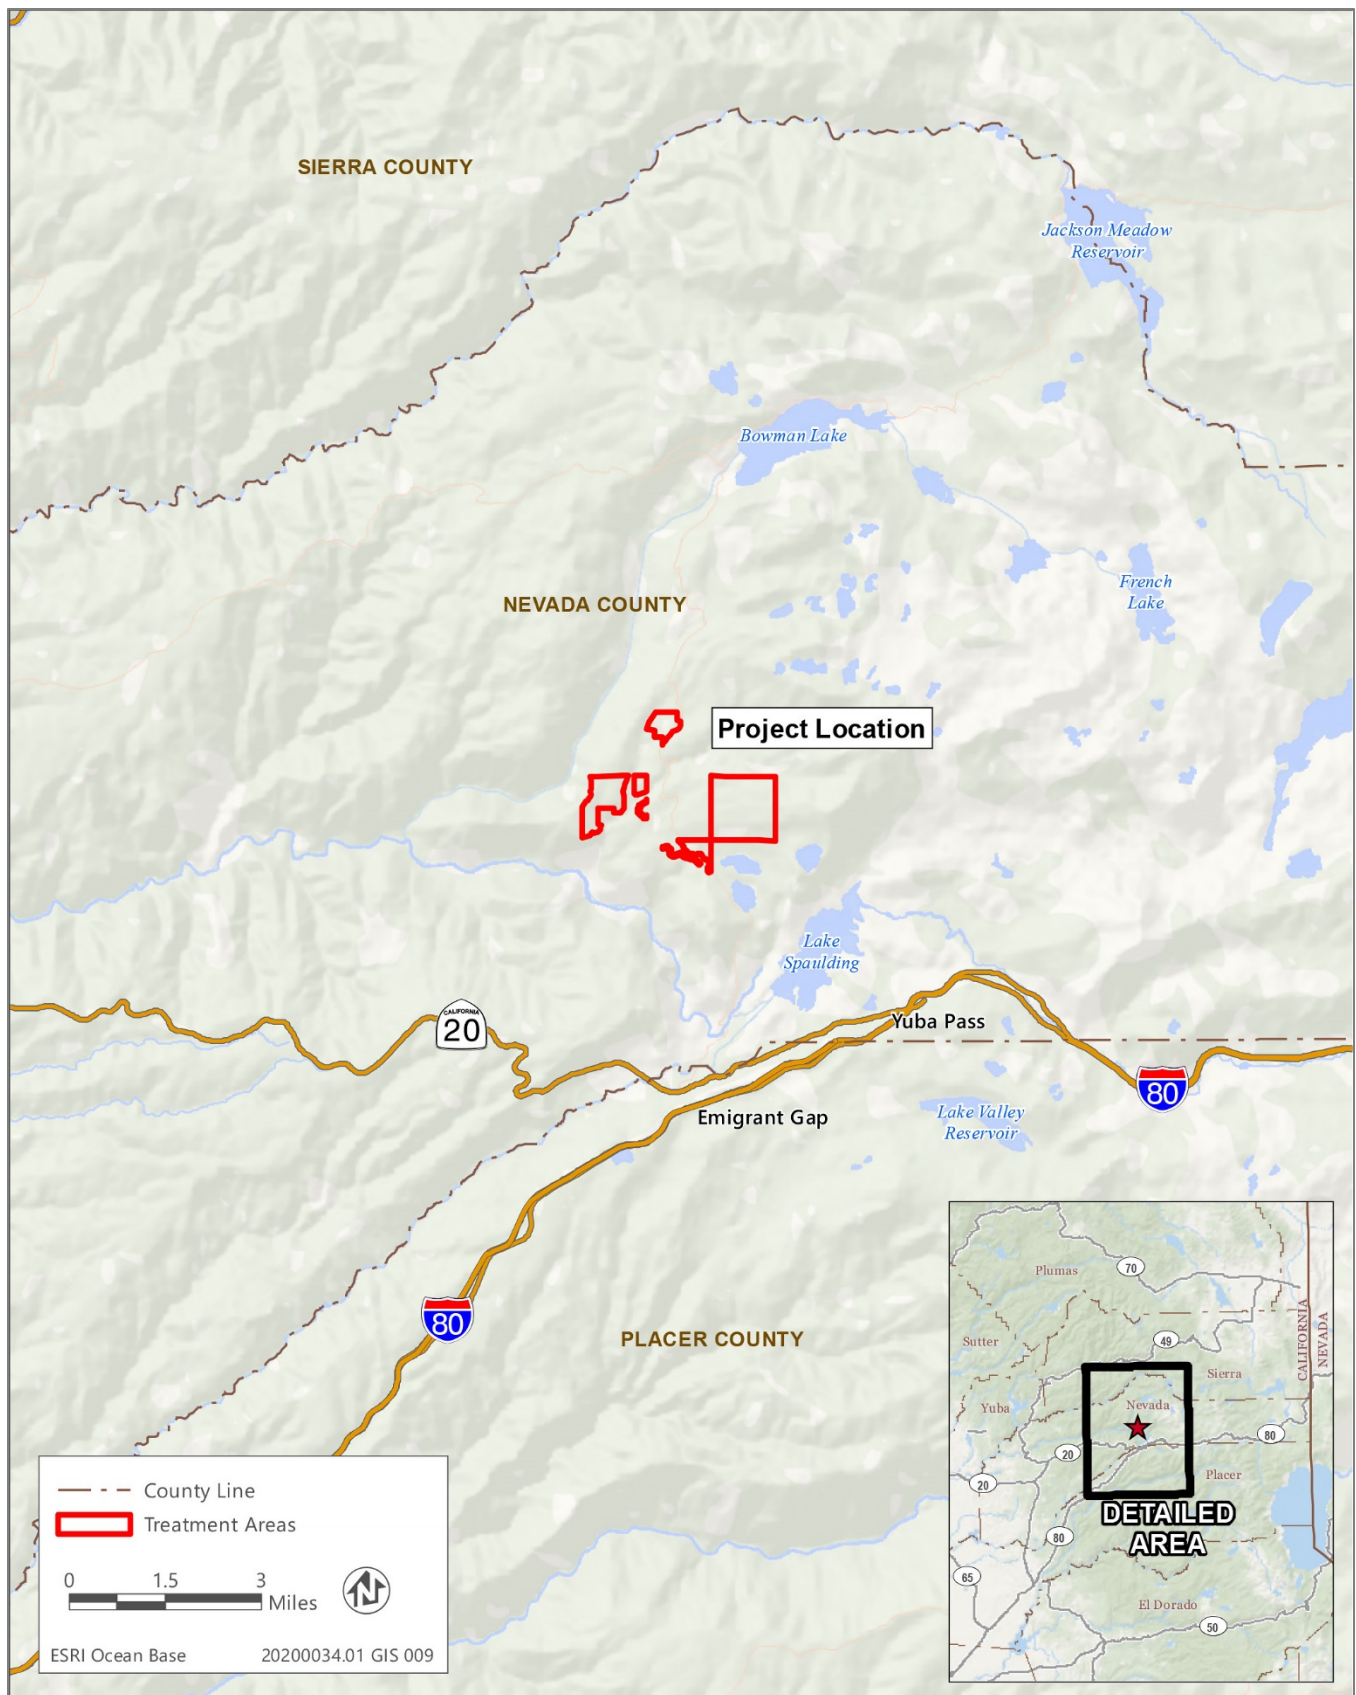 SIERRA COUNTY
Jackson Meadow
Reservoir
Bowman Lake
French
Lake
NEVADA COUNTY
Project Location
Lake
Spaulding
CALIFORNIA
20
Yuba Pass
80
Emigrant Gap
Lake Valley
Reservoir
80
PLACER COUNTY
County Line
Treatment Areas
0 1.5 3
Miles
N
ESRI Ocean Base 20200034.01 GIS 009
Plumas
70
CALIFORNIA
NEVADA
Sutter
49
Sierra
Yuba
Nevada
80
20
20
Placer
DETAILED
AREA
80
65
El Dorado
50